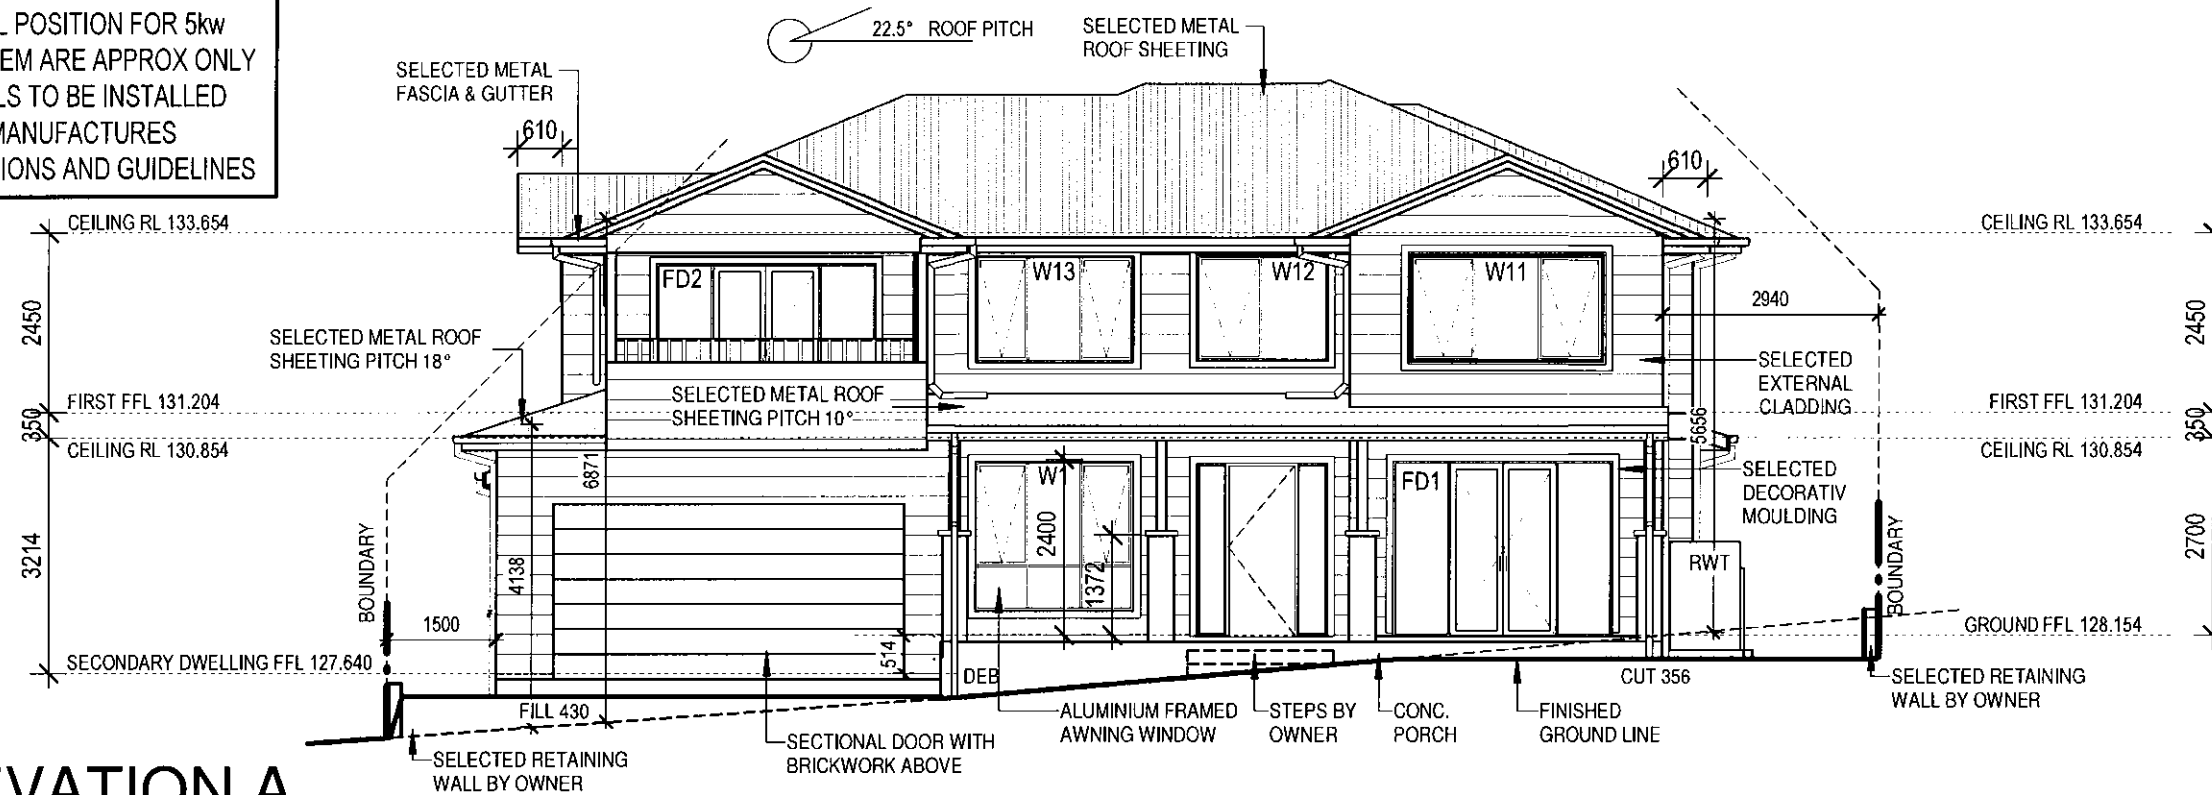 L POSITION FOR 5kw
EM ARE APPROX ONLY
LS TO BE INSTALLED
MANUFACTURES
IONS AND GUIDELINES
22.5° ROOF PITCH
SELECTED METAL
ROOF SHEETING
SELECTED METAL
FASCIA & GUTTER
610
610
CEILING RL 133.654
CEILING RL 133.654
FD2
W13
W12
W11
2940
2450
2450
SELECTED METAL ROOF
SHEETING PITCH 18°
SELECTED METAL ROOF
SHEETING PITCH 10°
SELECTED
EXTERNAL
CLADDING
FIRST FFL 131.204
FIRST FFL 131.204
350
350
5656
CEILING RL 130.854
CEILING RL 130.854
6871
W1
FD1
SELECTED
DECORATIV
MOULDING
2400
1372
4138
3214
2700
BOUNDARY
BOUNDARY
RWT
1500
514
GROUND FFL 128.154
SECONDARY DWELLING FFL 127.640
DEB
CUT 356
FILL 430
SELECTED RETAINING
WALL BY OWNER
ALUMINIUM FRAMED
AWNING WINDOW
STEPS BY
OWNER
CONC.
PORCH
FINISHED
GROUND LINE
SECTIONAL DOOR WITH
BRICKWORK ABOVE
SELECTED RETAINING
WALL BY OWNER
EVATION A